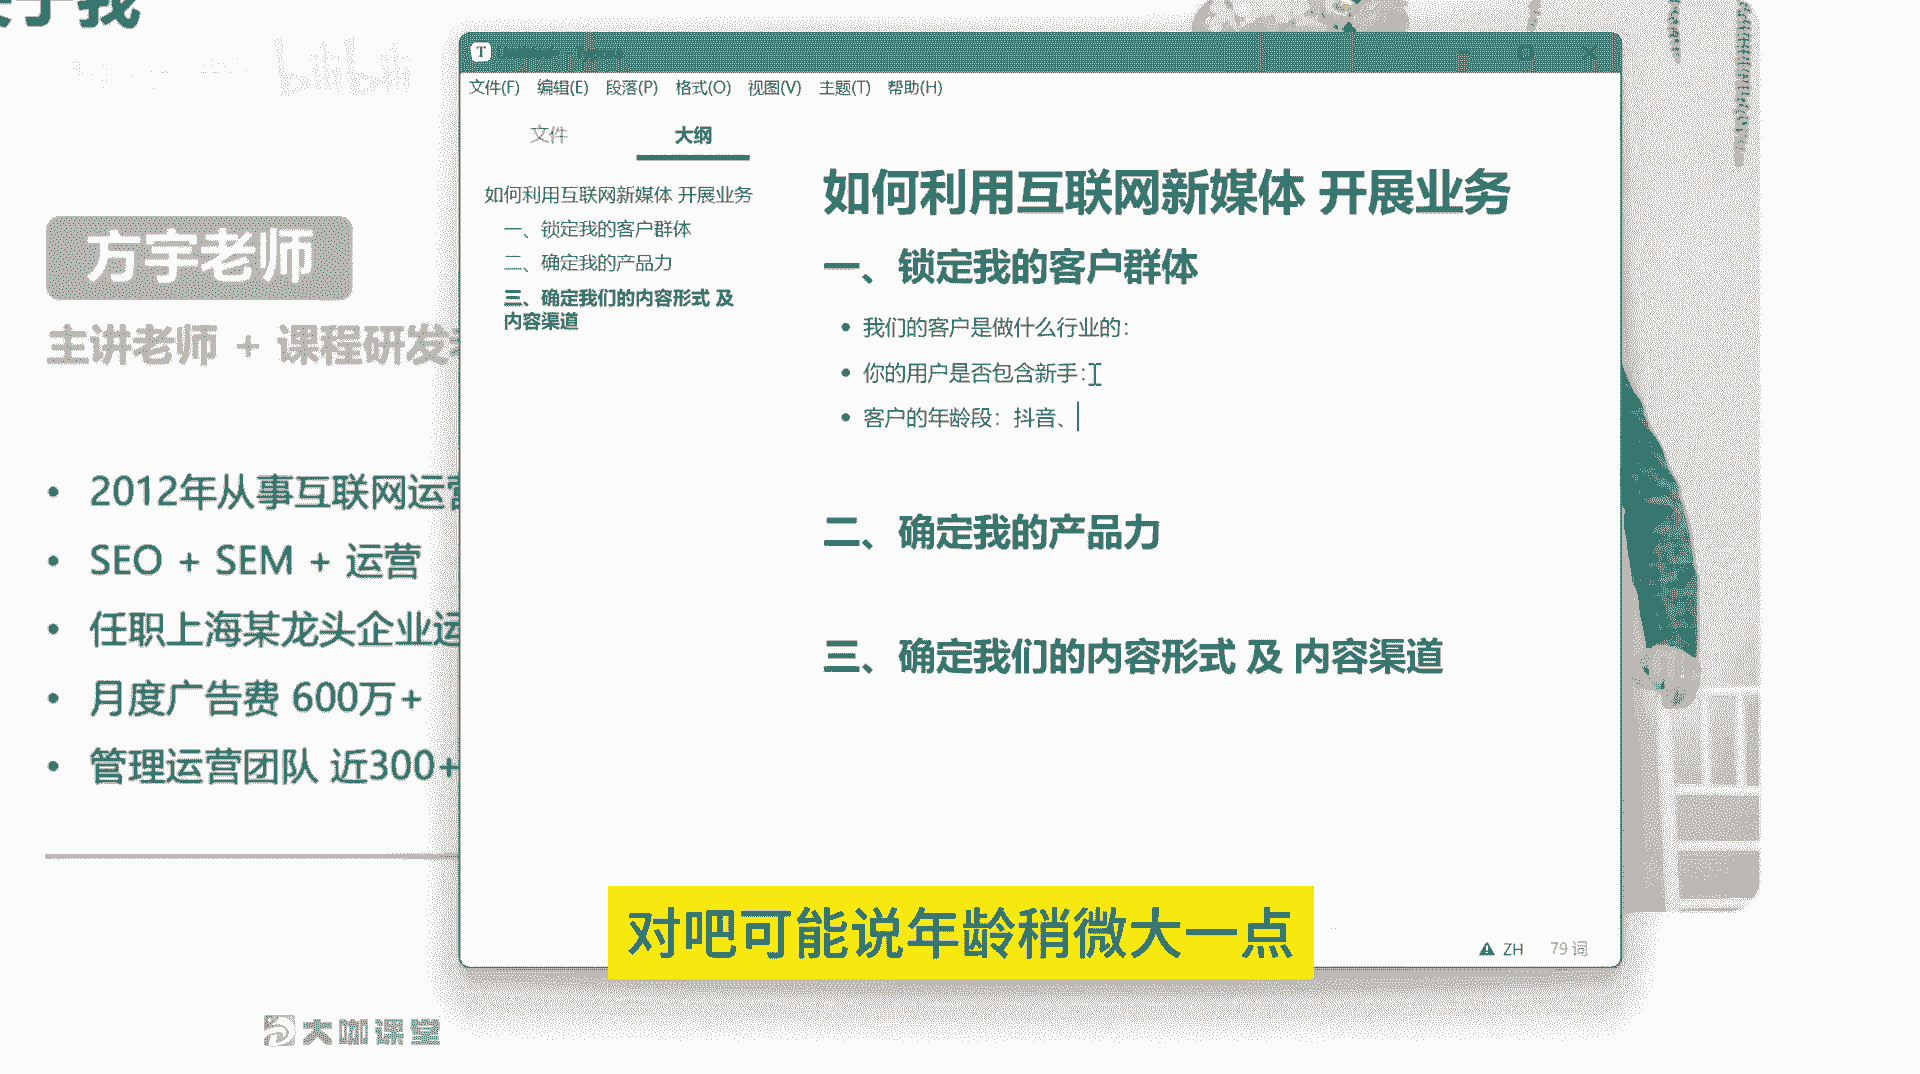 关于我
bilibili
方宇老师
主讲老师 + 课程研发
• 2012年从事互联网运营
• SEO + SEM + 运营
• 任职上海某龙头企业运
• 月度广告费 600万+
• 管理运营团队 近300+
大咖课堂
T
文件(F) 编辑(E) 段落(P) 格式(O) 视图(V) 主题(T) 帮助(H)
文件 大纲
如何利用互联网新媒体 开展业务
一、锁定我的客户群体
二、确定我的产品力
三、确定我们的内容形式 及
内容渠道
如何利用互联网新媒体 开展业务
一、锁定我的客户群体
• 我们的客户是做什么行业的：
• 你的用户是否包含新手：
• 客户的年龄段：抖音、
二、确定我的产品力
三、确定我们的内容形式 及 内容渠道
ZH 79 词
对吧可能说年龄稍微大一点